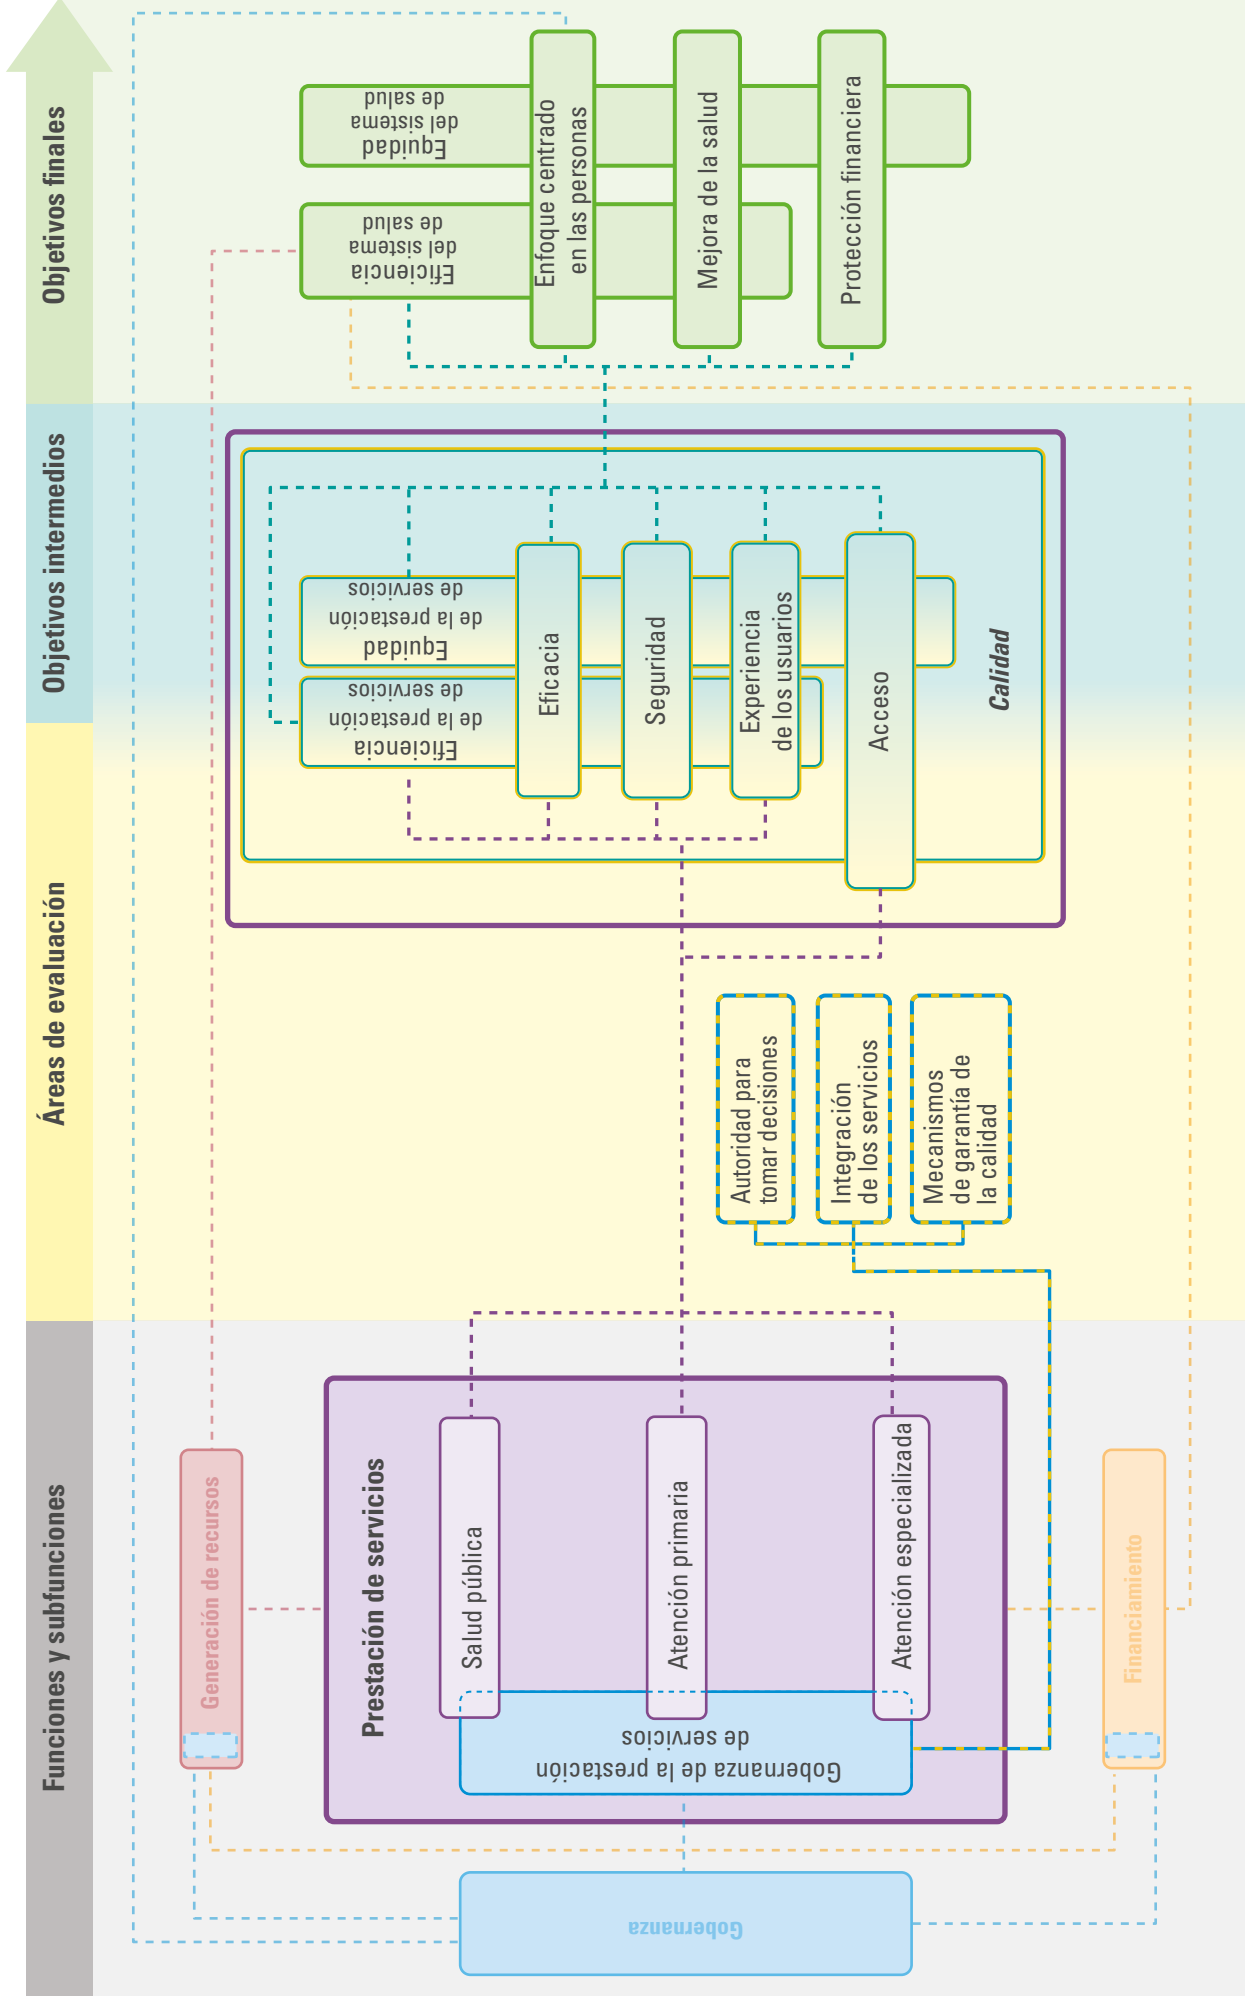 Funciones y subfunciones
Áreas de evaluación
Objetivos intermedios
Objetivos finales
Gobernanza
Generación de recursos
Financiamiento
Prestación de servicios
Gobernanza de la prestación
de servicios
Salud pública
Atención primaria
Atención especializada
Autoridad para
tomar decisiones
Integración
de los servicios
Mecanismos
de garantía de
la calidad
Eficiencia
de la prestación
de servicios
Equidad
de la prestación
de servicios
Eficacia
Seguridad
Experiencia
de los usuarios
Acceso
Calidad
Eficiencia
del sistema
de salud
Equidad
del sistema
de salud
Enfoque centrado
en las personas
Mejora de la salud
Protección financiera